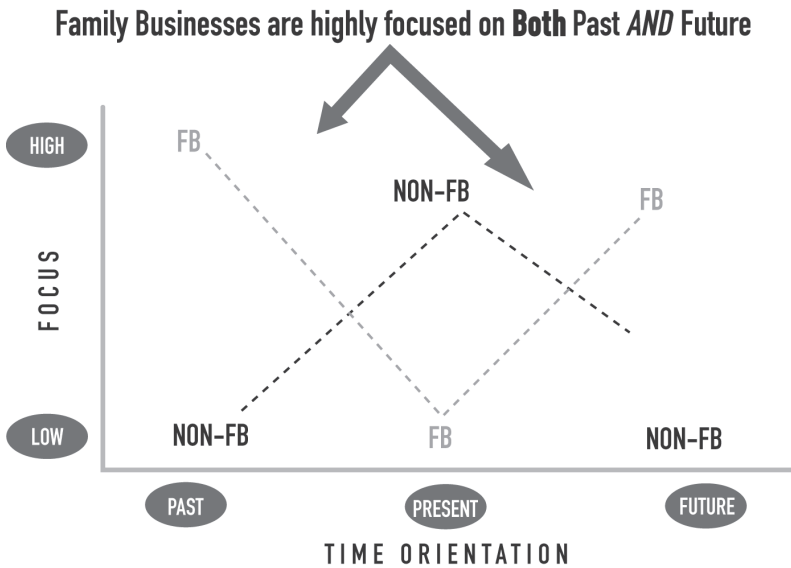 Family Businesses are highly focused on Both Past AND Future
HIGH
FB
NON-FB
FB
FOCUS
LOW
NON-FB
FB
NON-FB
PAST
PRESENT
FUTURE
TIME ORIENTATION